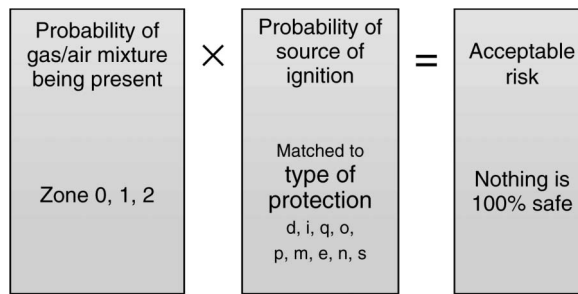 Probability of
gas/air mixture
being present
Zone 0, 1, 2
×
Probability of
source of
ignition
Matched to
type of
protection
d, i, q, o,
p, m, e, n, s
=
Acceptable
risk
Nothing is
100% safe